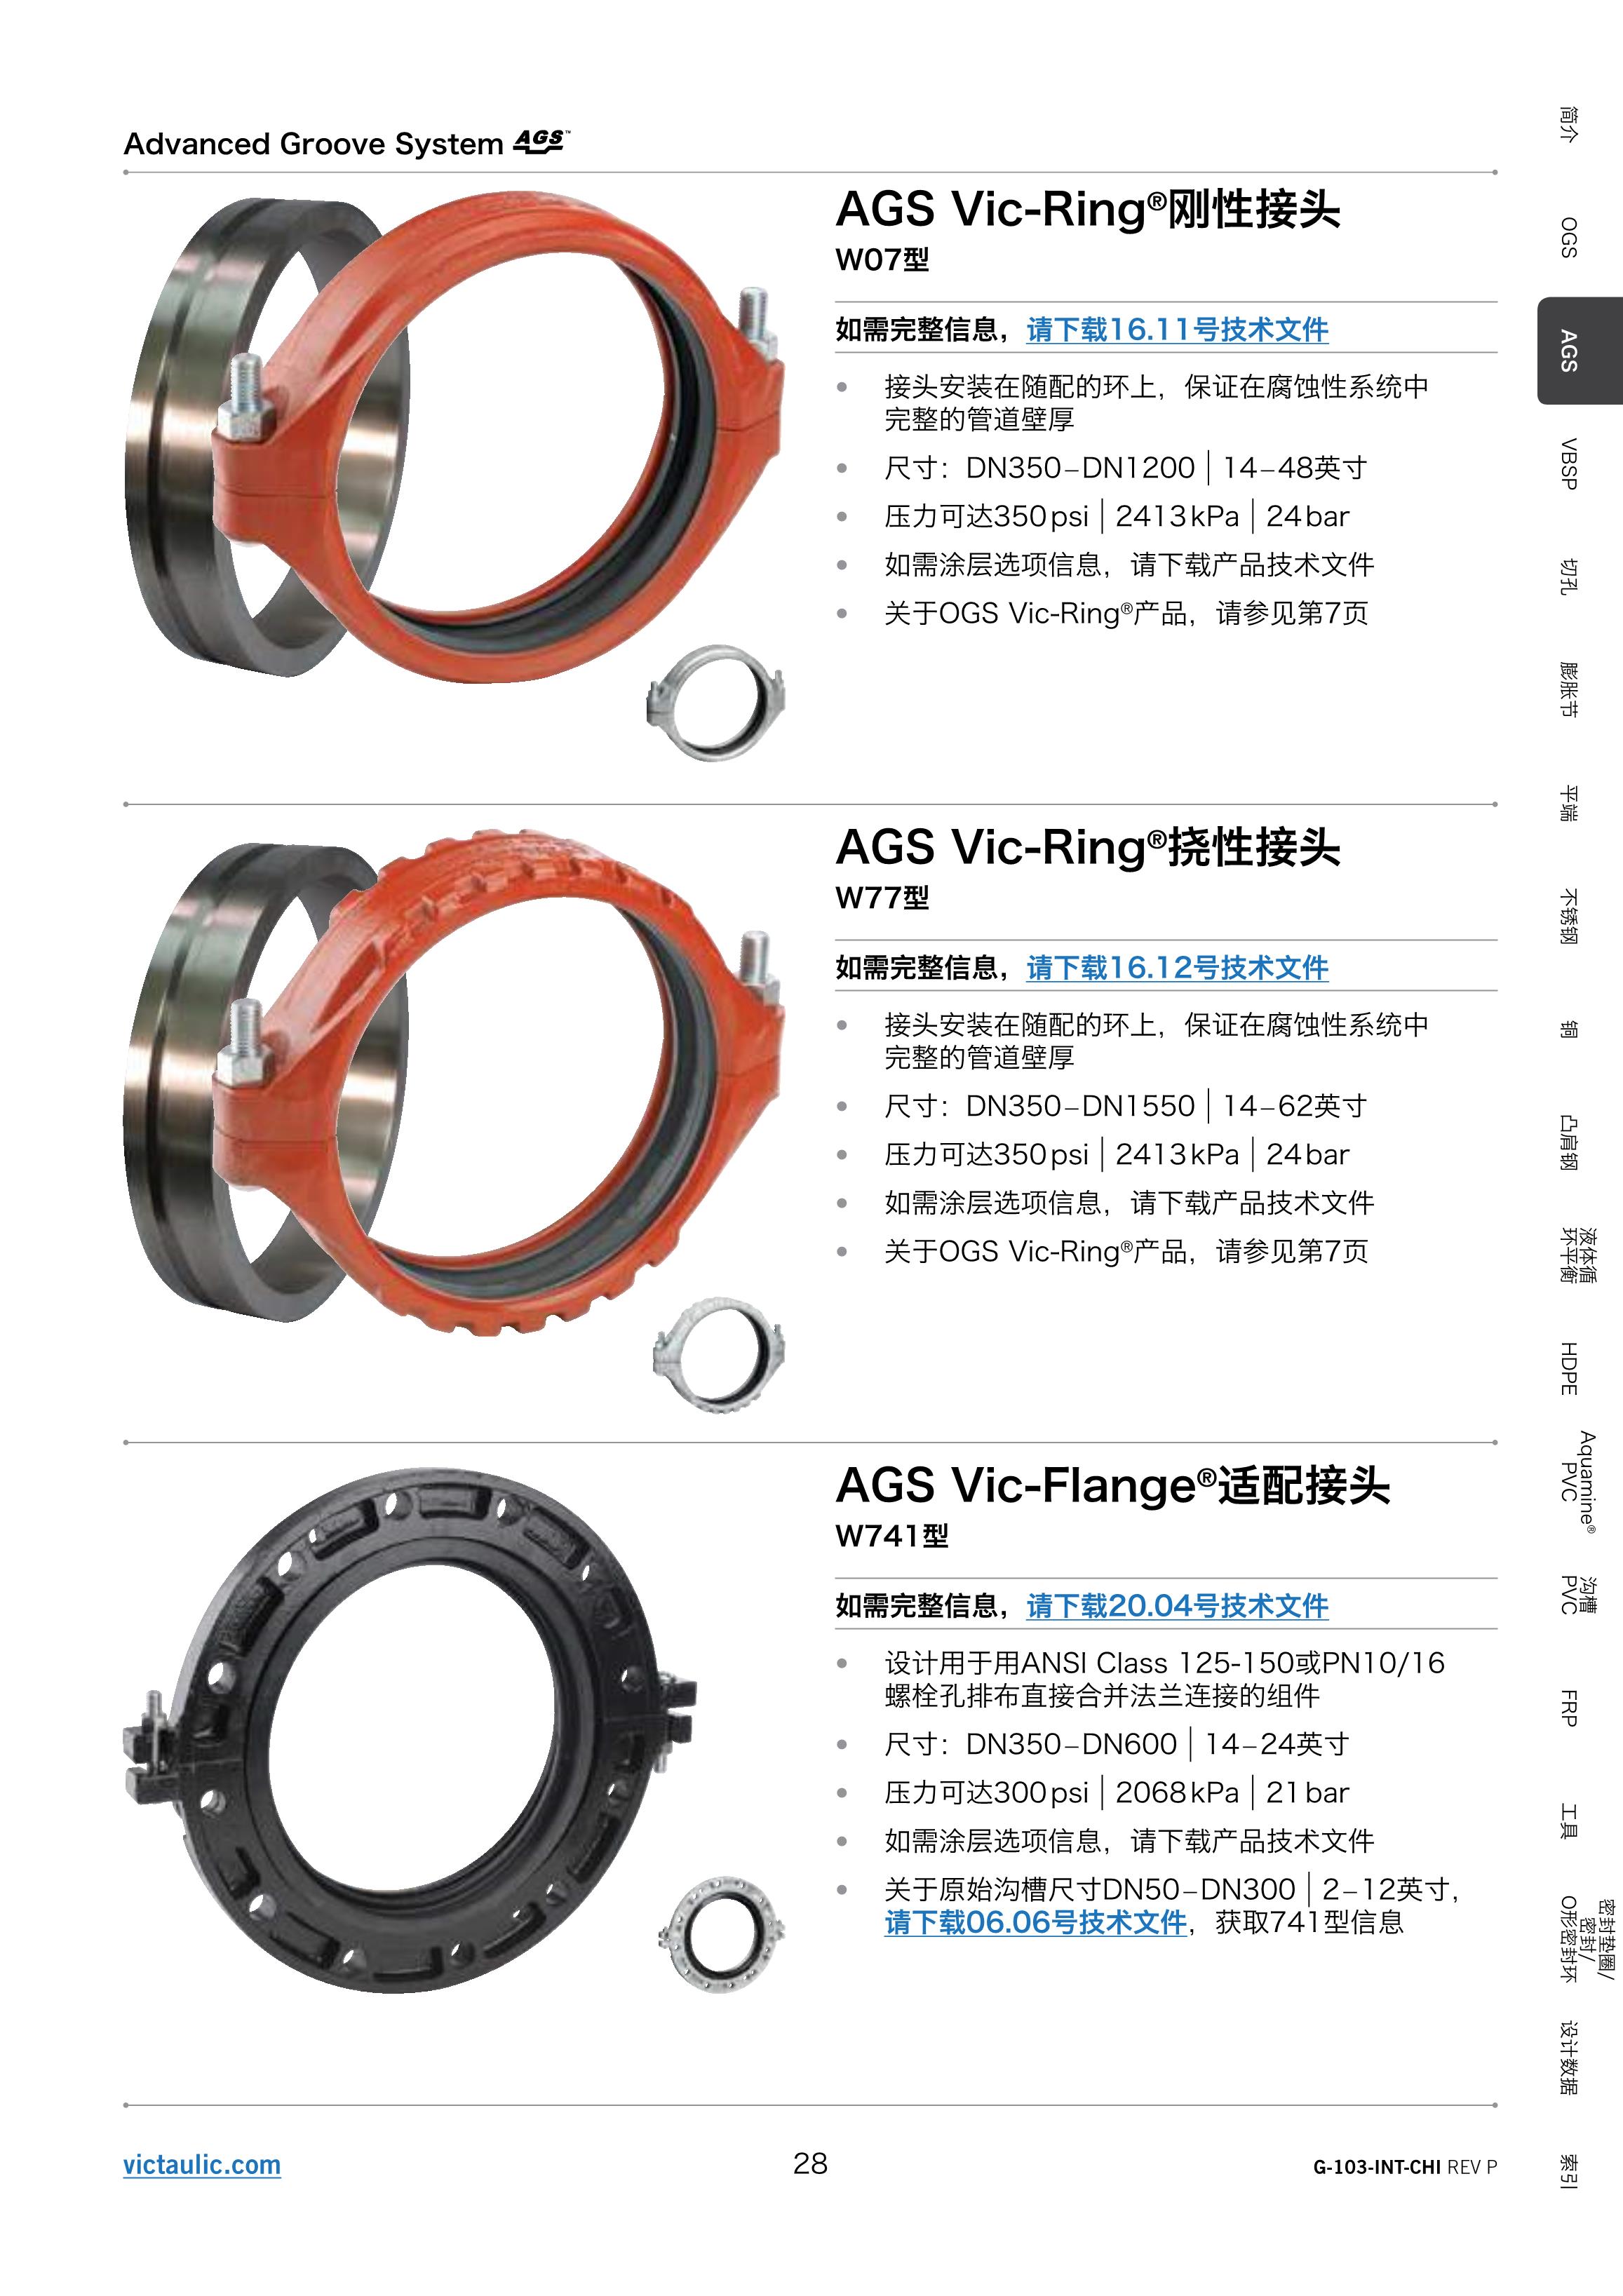 Advanced Groove System AGS™
AGS Vic-Ring®刚性接头
W07型
如需完整信息，请下载16.11号技术文件
• 接头安装在随配的环上，保证在腐蚀性系统中
完整的管道壁厚
• 尺寸：DN350–DN1200 | 14–48英寸
• 压力可达350 psi | 2413 kPa | 24 bar
• 如需涂层选项信息，请下载产品技术文件
• 关于OGS Vic-Ring®产品，请参见第7页
AGS Vic-Ring®挠性接头
W77型
如需完整信息，请下载16.12号技术文件
• 接头安装在随配的环上，保证在腐蚀性系统中
完整的管道壁厚
• 尺寸：DN350–DN1550 | 14–62英寸
• 压力可达350 psi | 2413 kPa | 24 bar
• 如需涂层选项信息，请下载产品技术文件
• 关于OGS Vic-Ring®产品，请参见第7页
AGS Vic-Flange®适配接头
W741型
如需完整信息，请下载20.04号技术文件
• 设计用于用ANSI Class 125-150或PN10/16
螺栓孔排布直接合并法兰连接的组件
• 尺寸：DN350–DN600 | 14–24英寸
• 压力可达300 psi | 2068 kPa | 21 bar
• 如需涂层选项信息，请下载产品技术文件
• 关于原始沟槽尺寸DN50–DN300 | 2–12英寸，
请下载06.06号技术文件，获取741型信息
victaulic.com
28
G-103-INT-CHI REV P
简介
OGS
AGS
VBSP
切孔
膨胀节
平端
不锈钢
铜
凸肩钢
液体循
环平衡
HDPE
Aquamine®
PVC
沟槽
PVC
FRP
工具
密封垫圈/
密封/
O形密封环
设计数据
索引